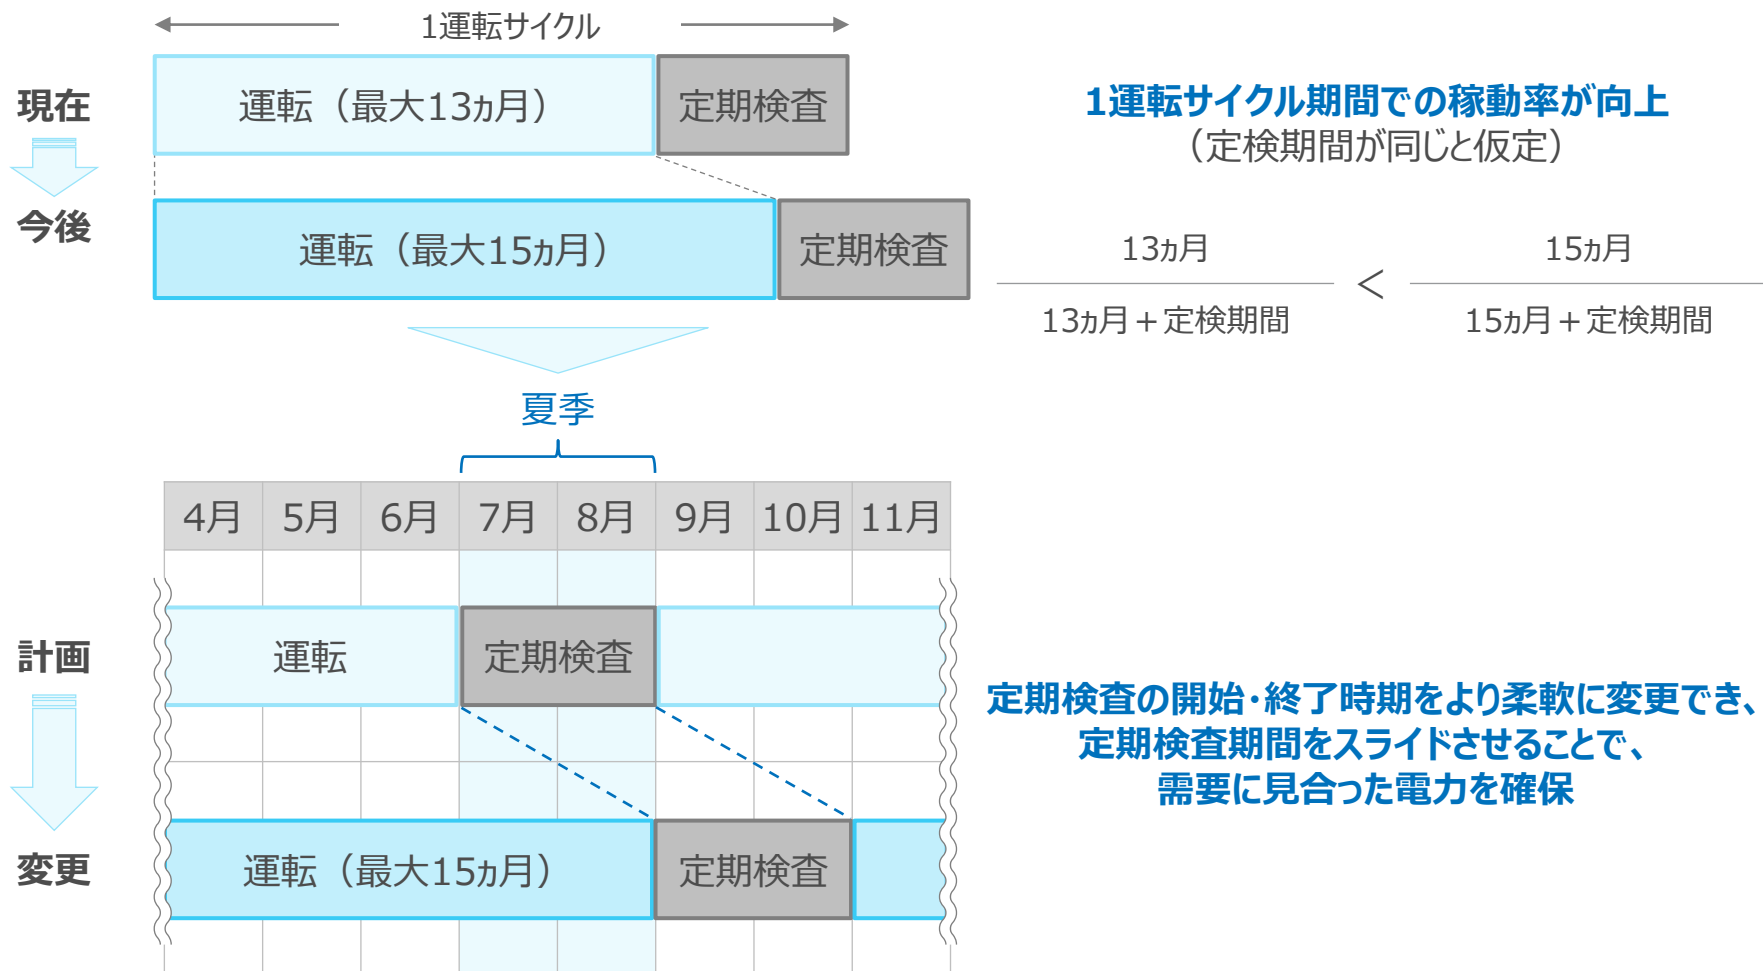 1運転サイクル
現在
運転（最大13ヵ月）
定期検査
今後
運転（最大15ヵ月）
定期検査
1運転サイクル期間での稼動率が向上
（定検期間が同じと仮定）
13ヵ月
13ヵ月＋定検期間
＜
15ヵ月
15ヵ月＋定検期間
夏季
4月 5月 6月 7月 8月 9月 10月 11月
計画
運転
定期検査
変更
運転（最大15ヵ月）
定期検査
定期検査の開始・終了時期をより柔軟に変更でき、
定期検査期間をスライドさせることで、
需要に見合った電力を確保